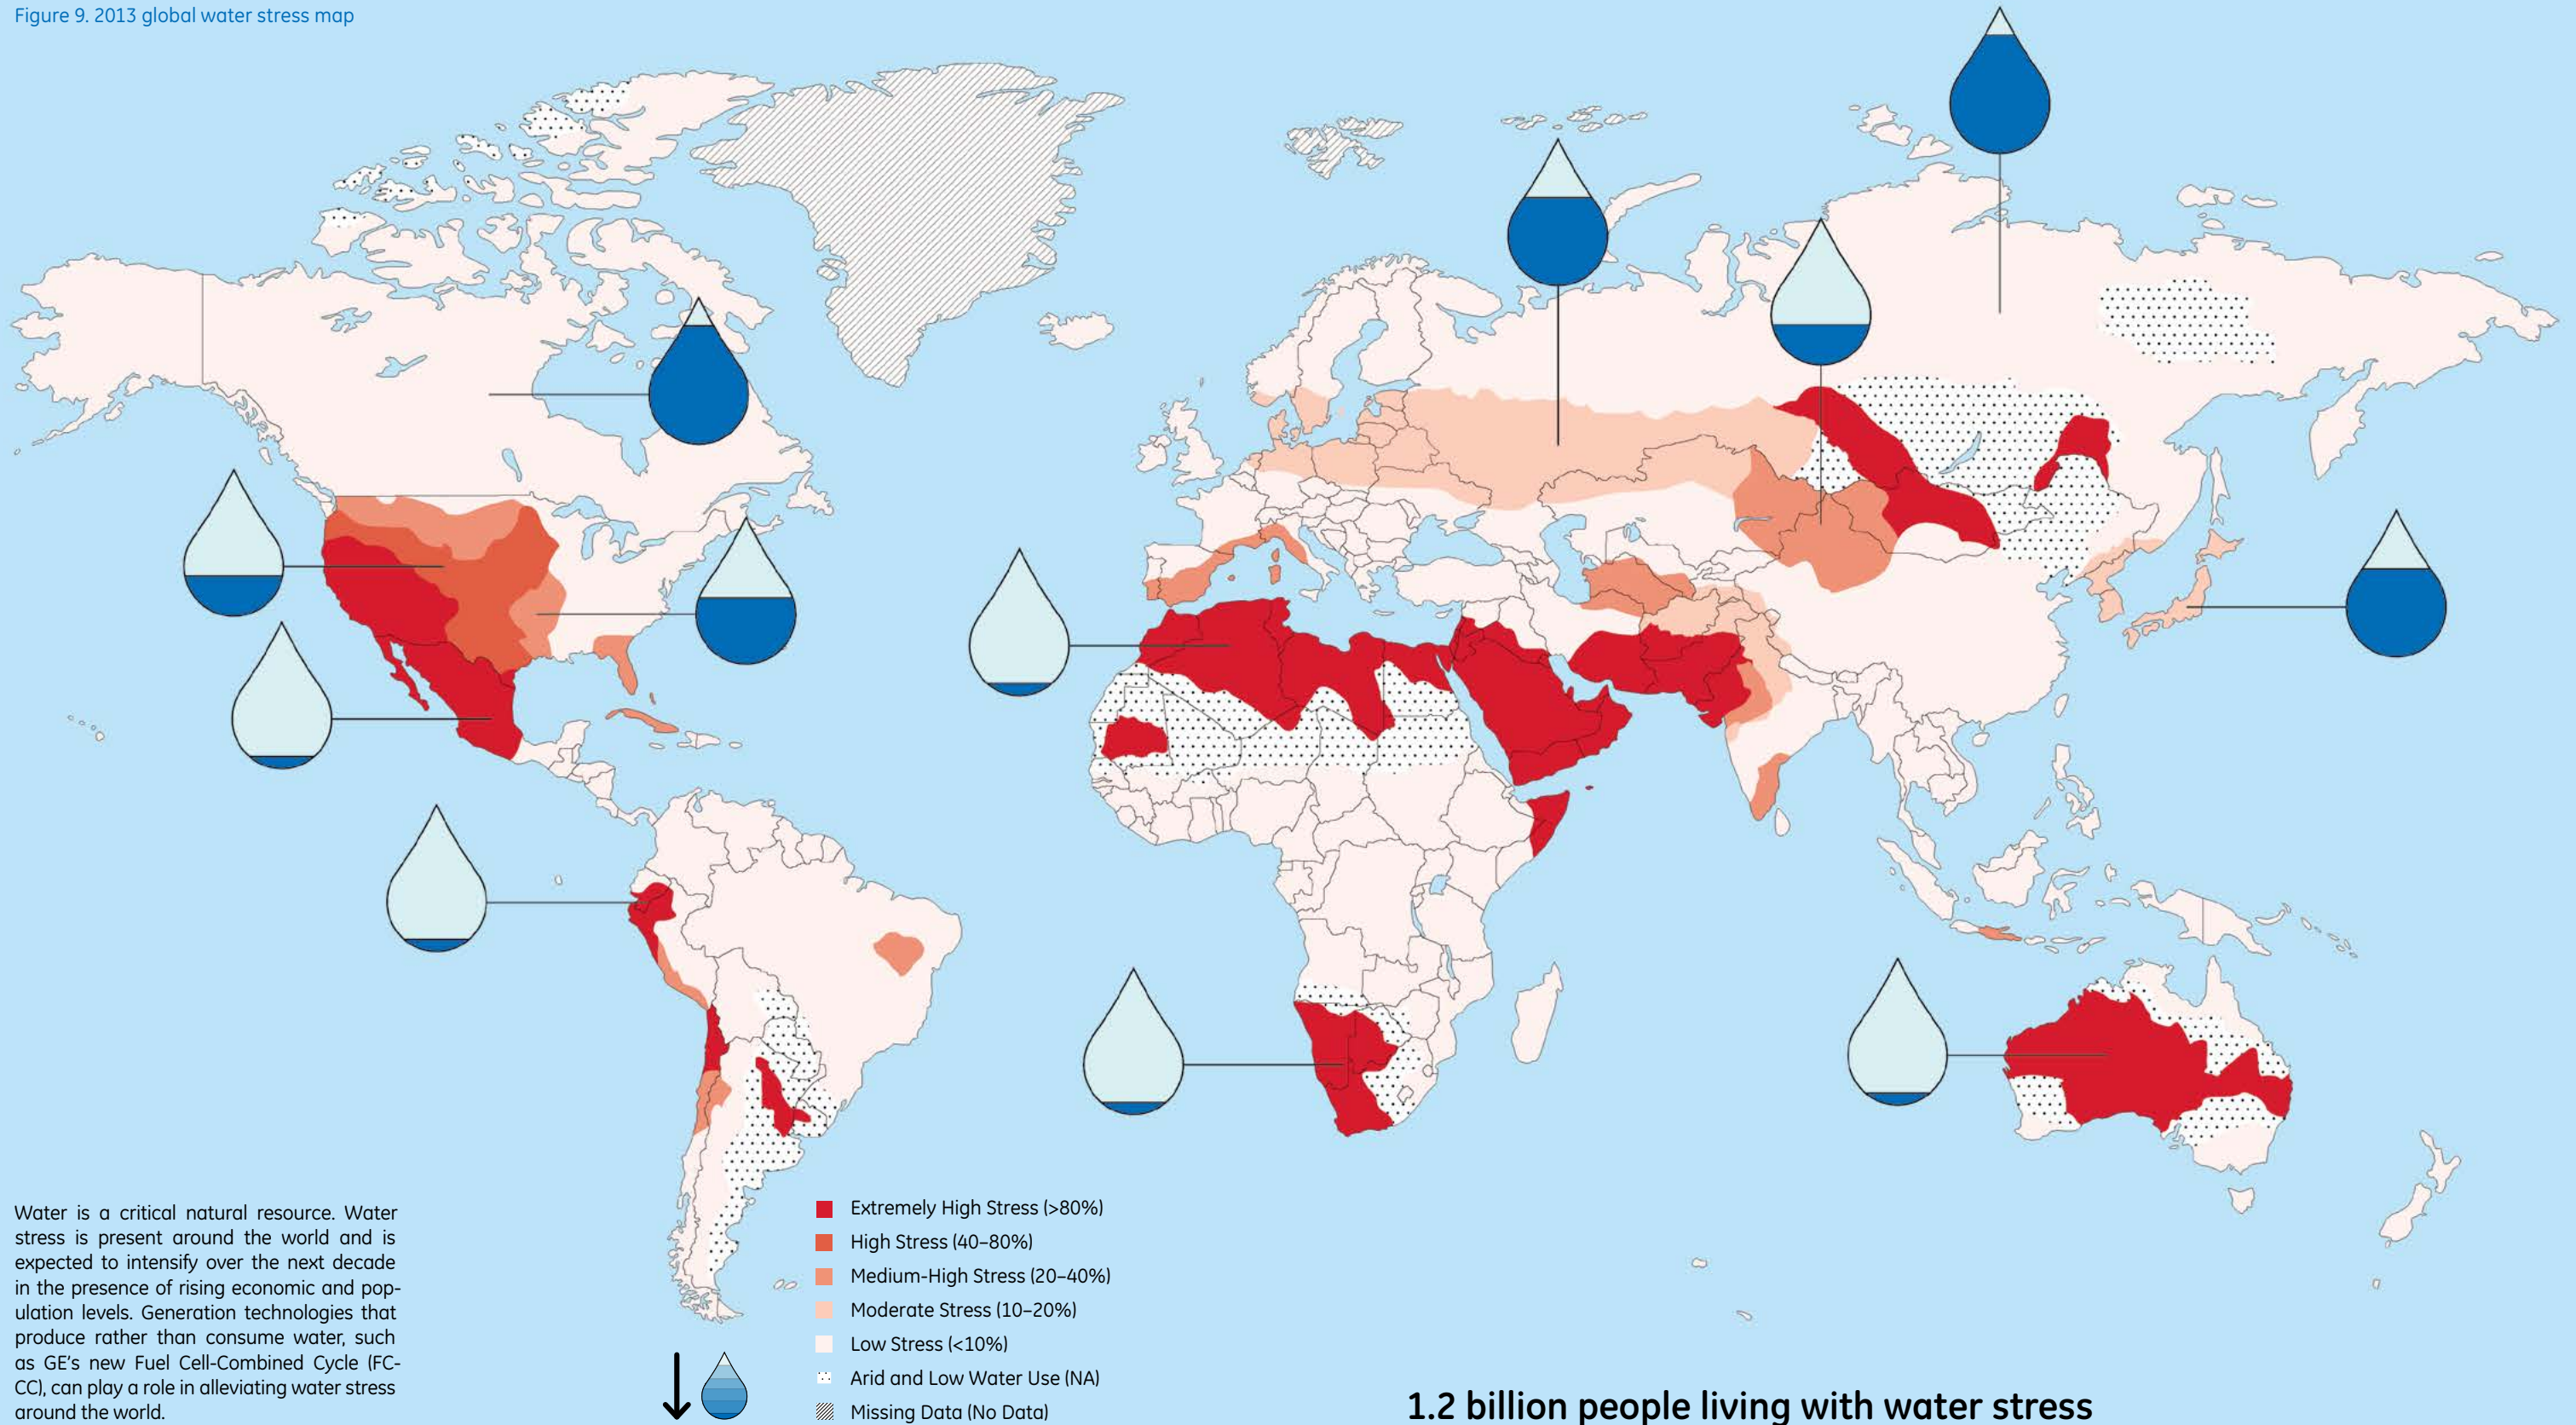 Figure 9. 2013 global water stress map
Water is a critical natural resource. Water
stress is present around the world and is
expected to intensify over the next decade
in the presence of rising economic and pop-
ulation levels. Generation technologies that
produce rather than consume water, such
as GE's new Fuel Cell-Combined Cycle (FC-
CC), can play a role in alleviating water stress
around the world.
Extremely High Stress (>80%)
High Stress (40–80%)
Medium-High Stress (20–40%)
Moderate Stress (10–20%)
Low Stress (<10%)
Arid and Low Water Use (NA)
Missing Data (No Data)
1.2 billion people living with water stress